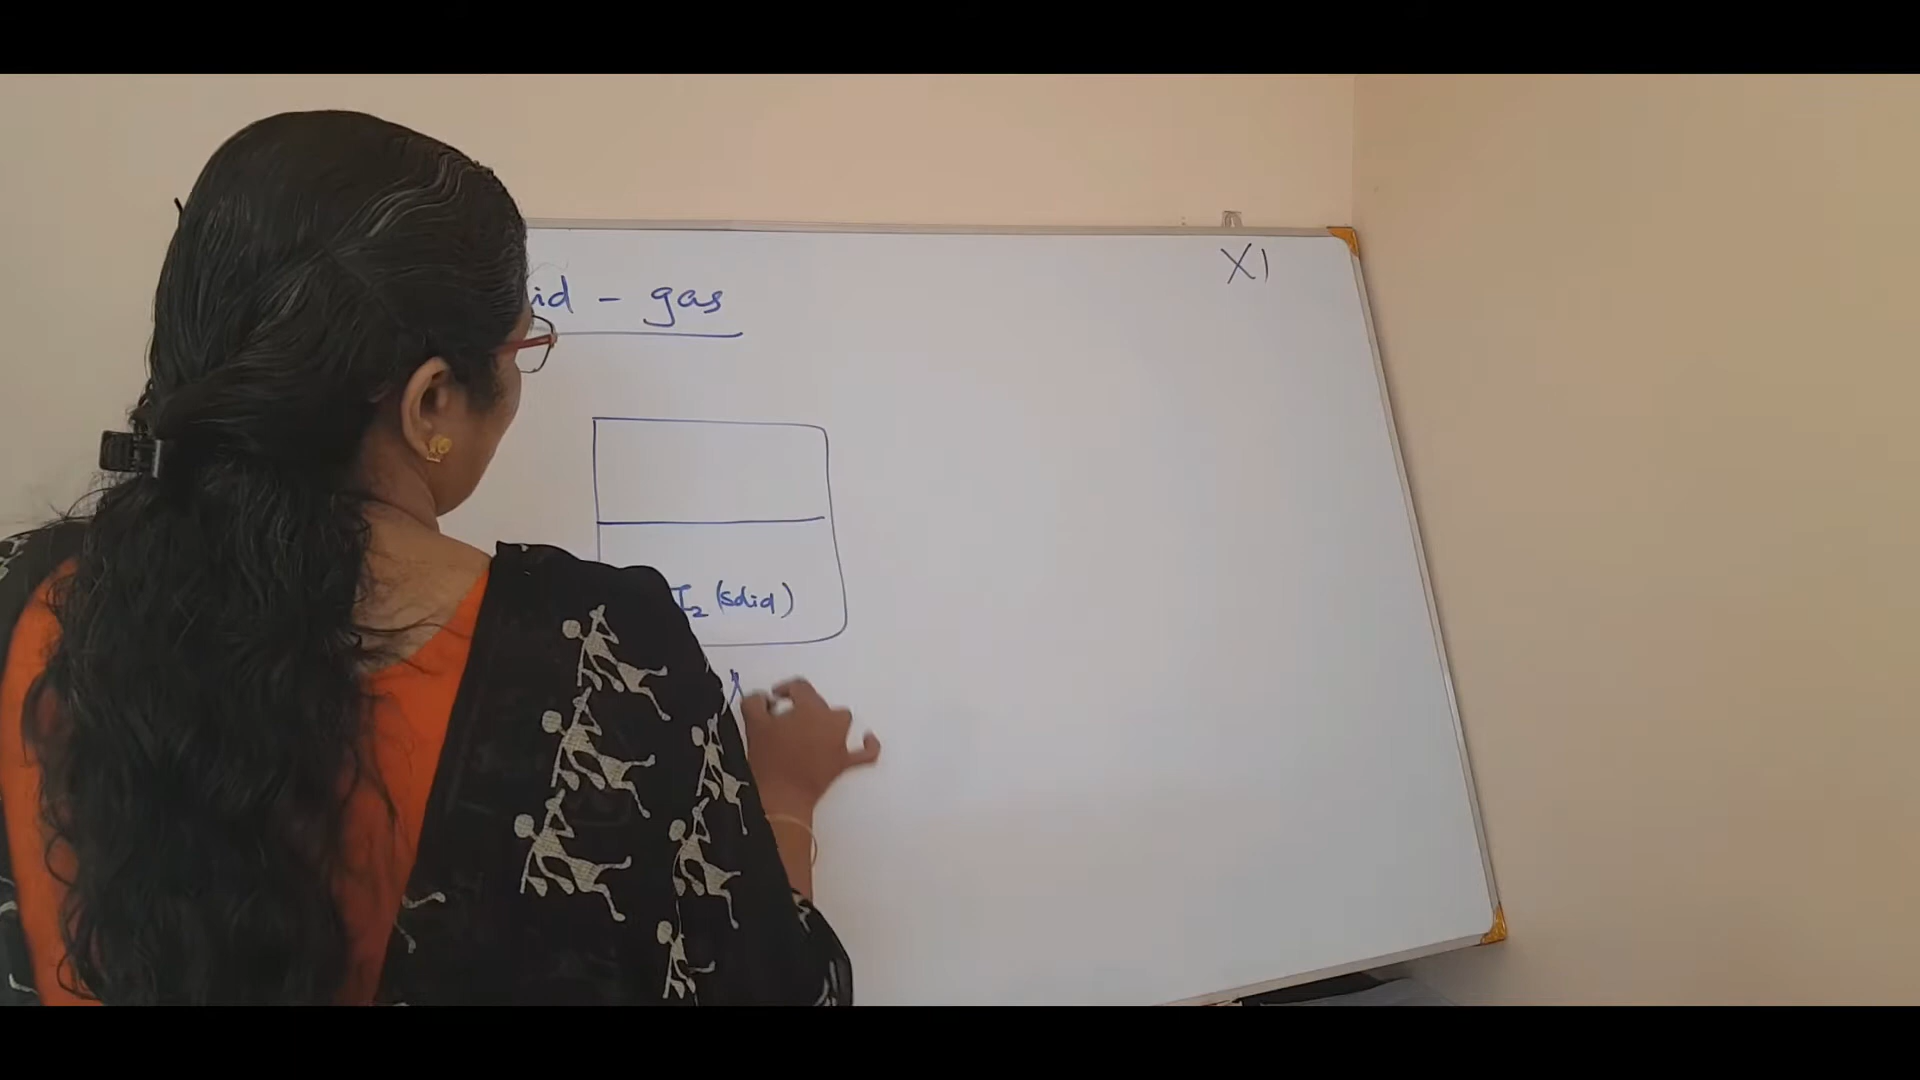 XI
id - gas
I₂ (solid)